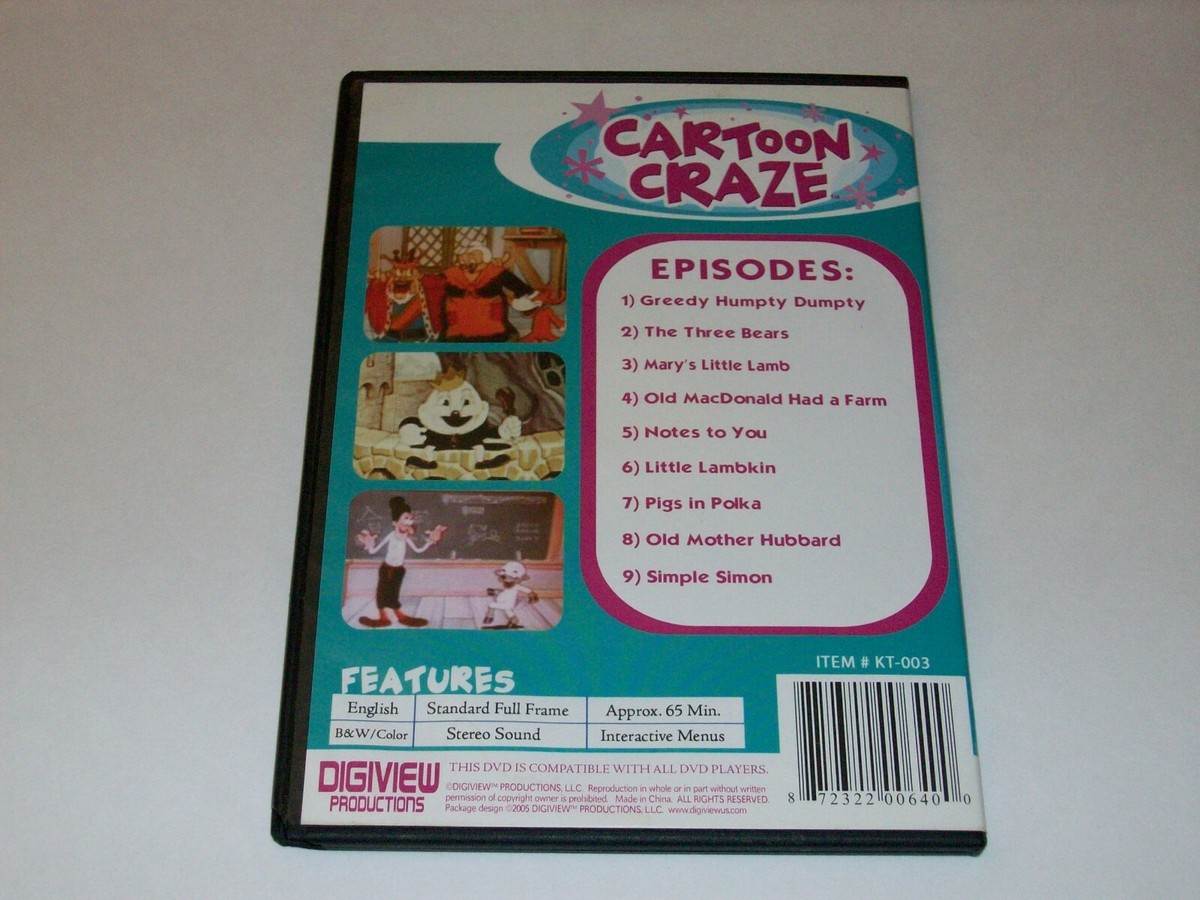 CARTOON
CRAZE
EPISODES:
1) Greedy Humpty Dumpty
2) The Three Bears
3) Mary's Little Lamb
4) Old MacDonald Had a Farm
5) Notes to You
6) Little Lambkin
7) Pigs in Polka
8) Old Mother Hubbard
9) Simple Simon
ITEM # KT-003
FEATURES
English Standard Full Frame Approx. 65 Min.
B&W/Color Stereo Sound Interactive Menus
DIGIVIEW
PRODUCTIONS
THIS DVD IS COMPATIBLE WITH ALL DVD PLAYERS.
©DIGIVIEW™ PRODUCTIONS, LLC. Reproduction in whole or in part without written
permission of copyright owner is prohibited. Made in China. ALL RIGHTS RESERVED.
Package design ©2005 DIGIVIEW™ PRODUCTIONS, LLC. www.digiviewus.com
8 72322 00640 0